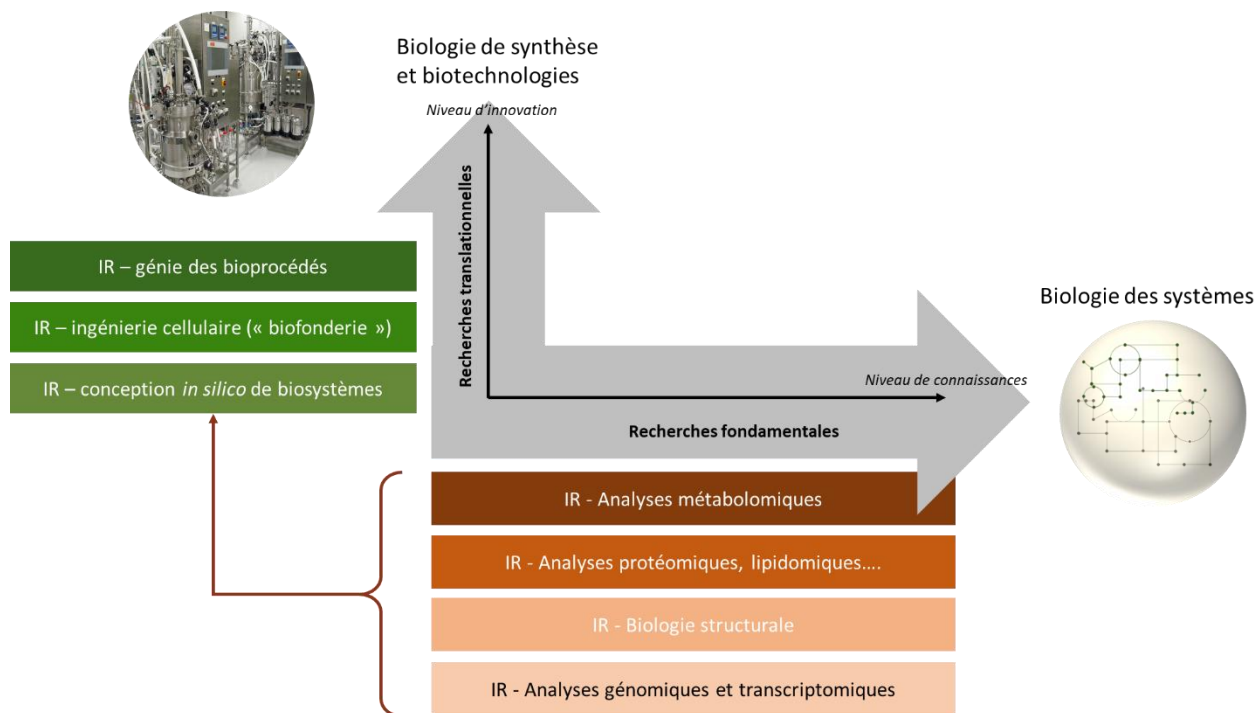 Biologie de synthèse
et biotechnologies
Niveau d'innovation
Recherches translationnelles
IR – génie des bioprocédés
IR – ingénierie cellulaire (« biofonderie »)
IR – conception in silico de biosystèmes
Biologie des systèmes
Niveau de connaissances
Recherches fondamentales
IR - Analyses métabolomiques
IR - Analyses protéomiques, lipidomiques....
IR - Biologie structurale
IR - Analyses génomiques et transcriptomiques